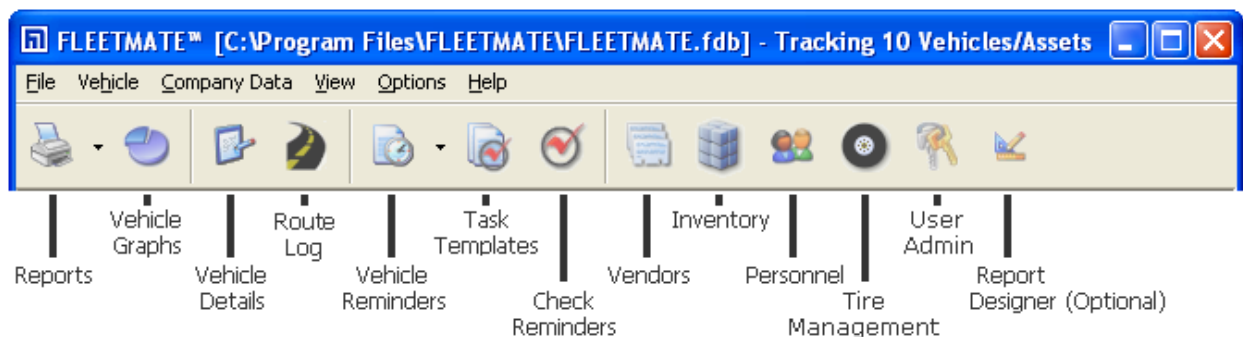 FLEETMATE™ [C:\Program Files\FLEETMATE\FLEETMATE.fdb] - Tracking 10 Vehicles/Assets
File Vehicle Company Data View Options Help
Reports
Vehicle
Graphs
Vehicle
Details
Route
Log
Vehicle
Reminders
Task
Templates
Check
Reminders
Vendors
Inventory
Personnel
Tire
Management
User
Admin
Report
Designer (Optional)